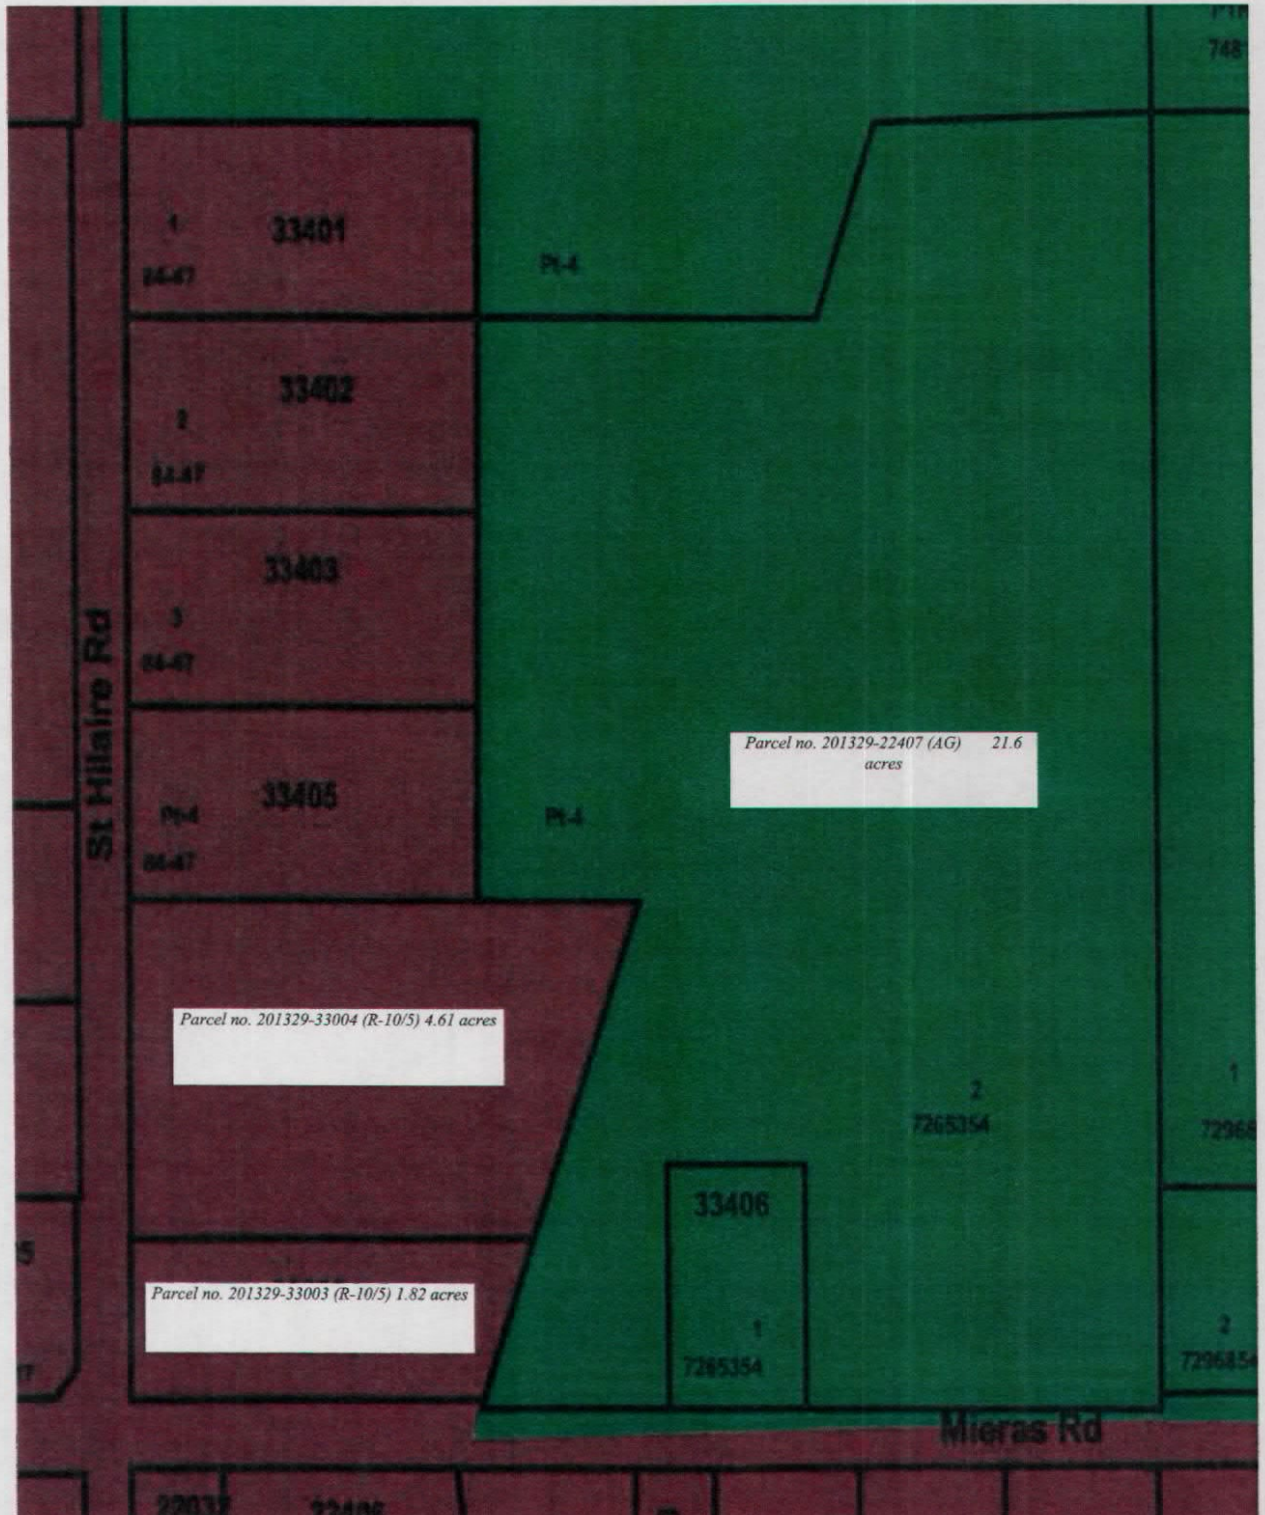 748
1
33401
84-47
Pt-4
33402
2
84-47
33403
3
84-47
St Hilaire Rd
33405
Pt-4
84-47
Pt-4
Parcel no. 201329-22407 (AG) 21.6
acres
Parcel no. 201329-33004 (R-10/5) 4.61 acres
2
7265354
1
72968
33406
1
7265354
Parcel no. 201329-33003 (R-10/5) 1.82 acres
2
7296854
Mieras Rd
22406